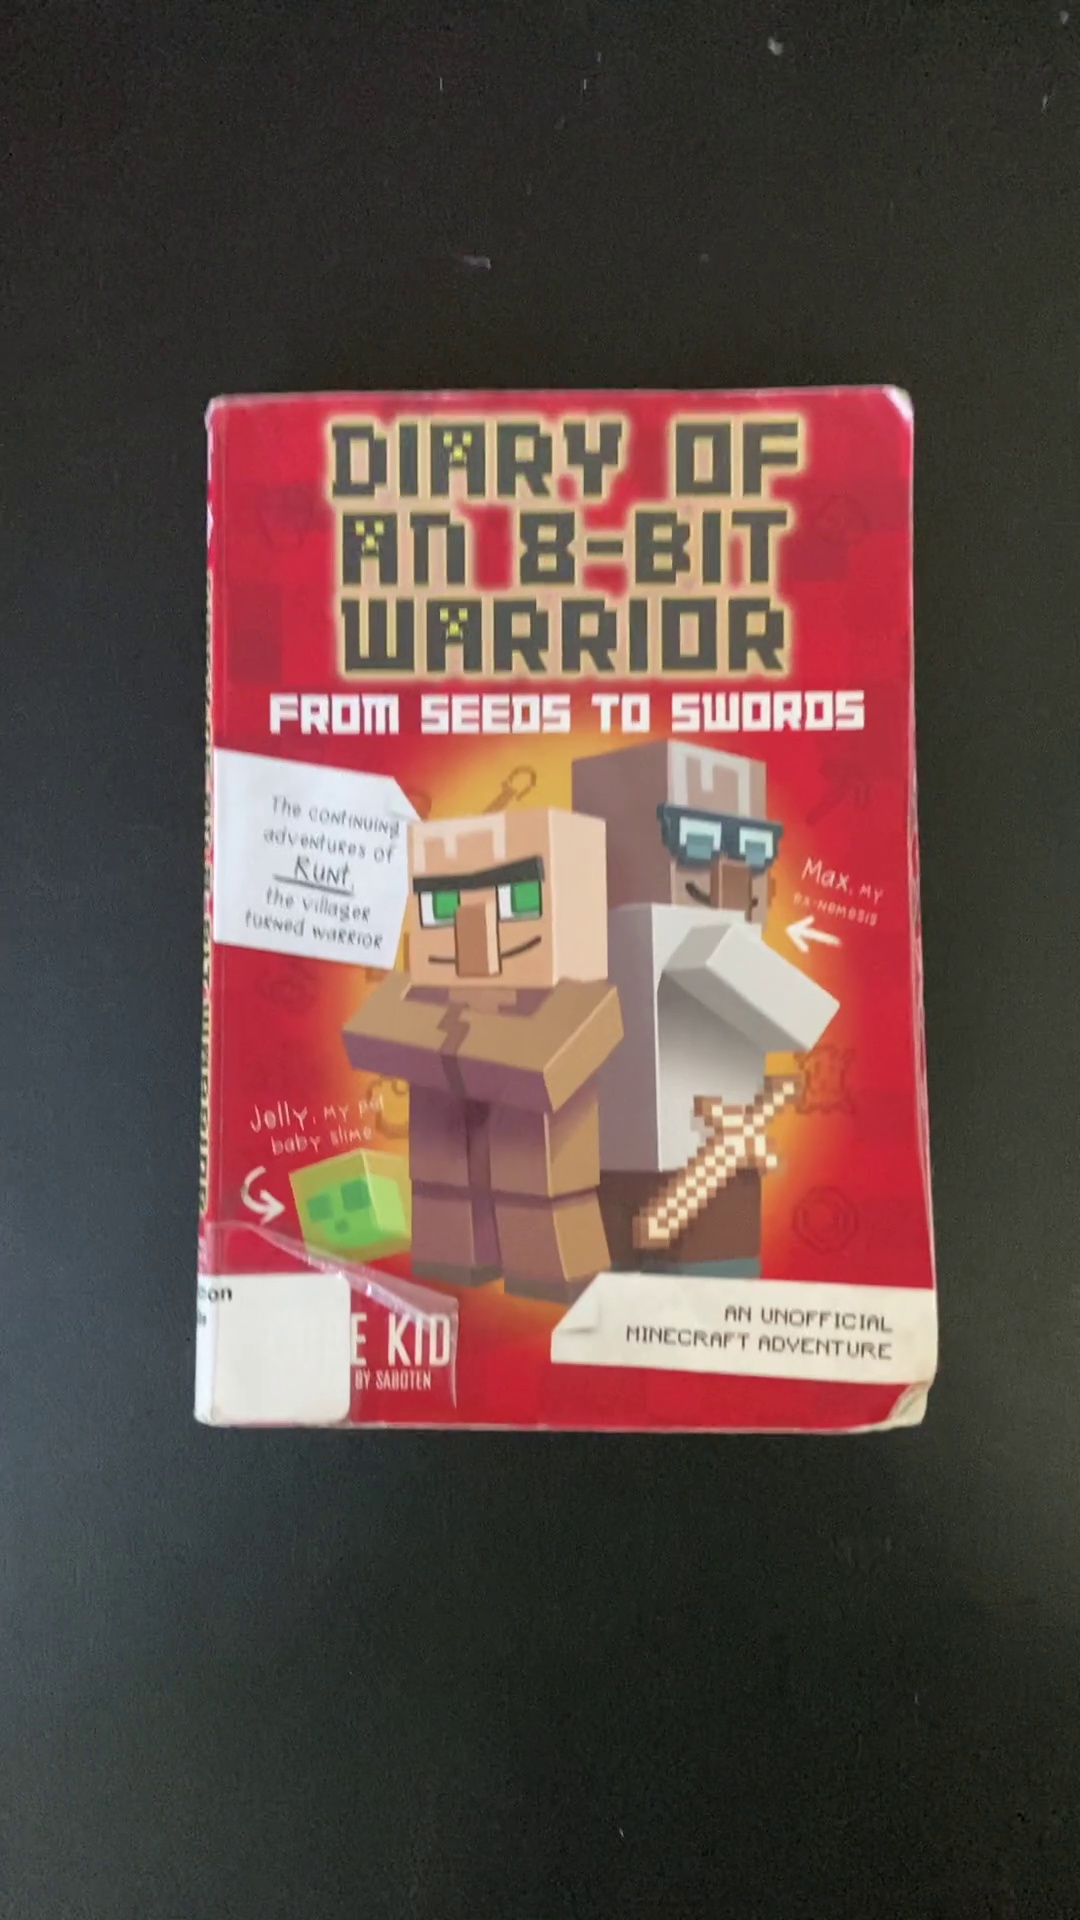 DIARY OF
AN 8-BIT
WARRIOR
FROM SEEDS TO SWORDS
The continuing
adventures of
Runt,
the villager
turned warrior
Max, my
ex-nemesis
Jelly, my pet
baby slime
E KID
BY SABOTEN
AN UNOFFICIAL
MINECRAFT ADVENTURE